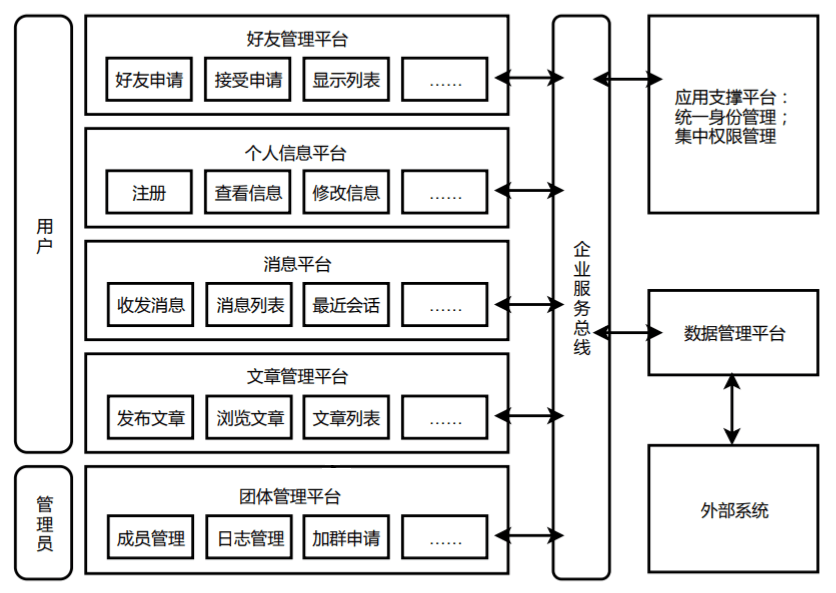 用户
好友管理平台
好友申请 接受申请 显示列表 ……
个人信息平台
注册 查看信息 修改信息 ……
消息平台
收发消息 消息列表 最近会话 ……
文章管理平台
发布文章 浏览文章 文章列表 ……
管理员
团体管理平台
成员管理 日志管理 加群申请 ……
企业服务总线
应用支撑平台：
统一身份管理；
集中权限管理
数据管理平台
外部系统